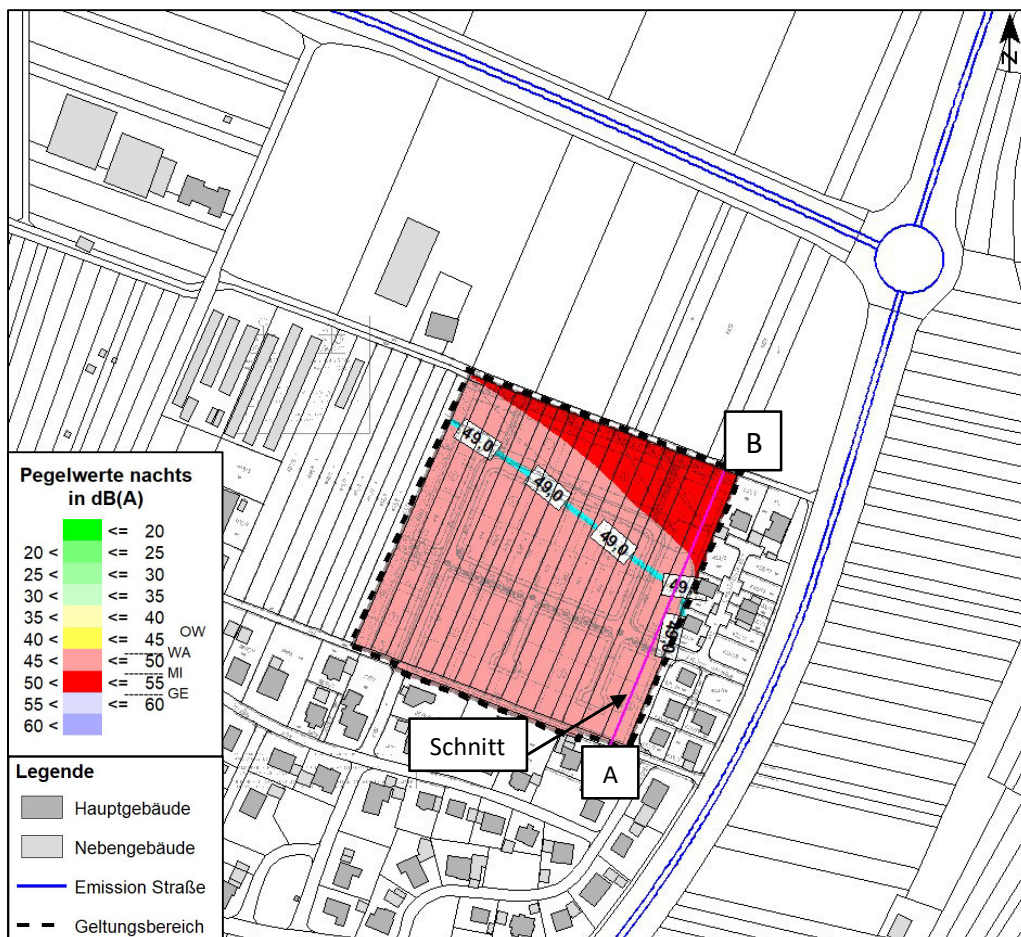 N
B
49,0
49,0
49,0
49
49,0
Schnitt
A
Pegelwerte nachts
in dB(A)
<= 20
20 < <= 25
25 < <= 30
30 < <= 35
35 < <= 40
40 < <= 45 OW
45 < <= 50 WA
50 < <= 55 MI
55 < <= 60 GE
60 <
Legende
Hauptgebäude
Nebengebäude
Emission Straße
Geltungsbereich